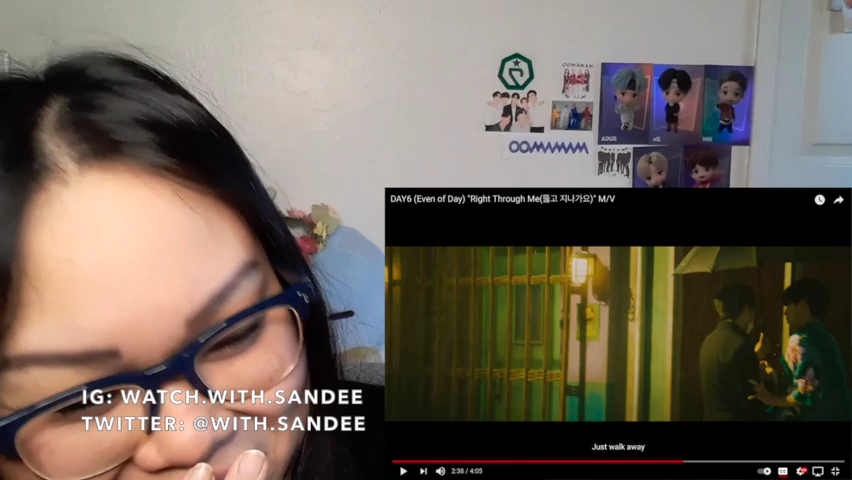 DAY6 (Even of Day) "Right Through Me(뚫고 지나가요)" M/V
OOMAMAM
IG: WATCH.WITH.SANDEE
TWITTER: @WITH.SANDEE
Just walk away
2:38 / 4:05